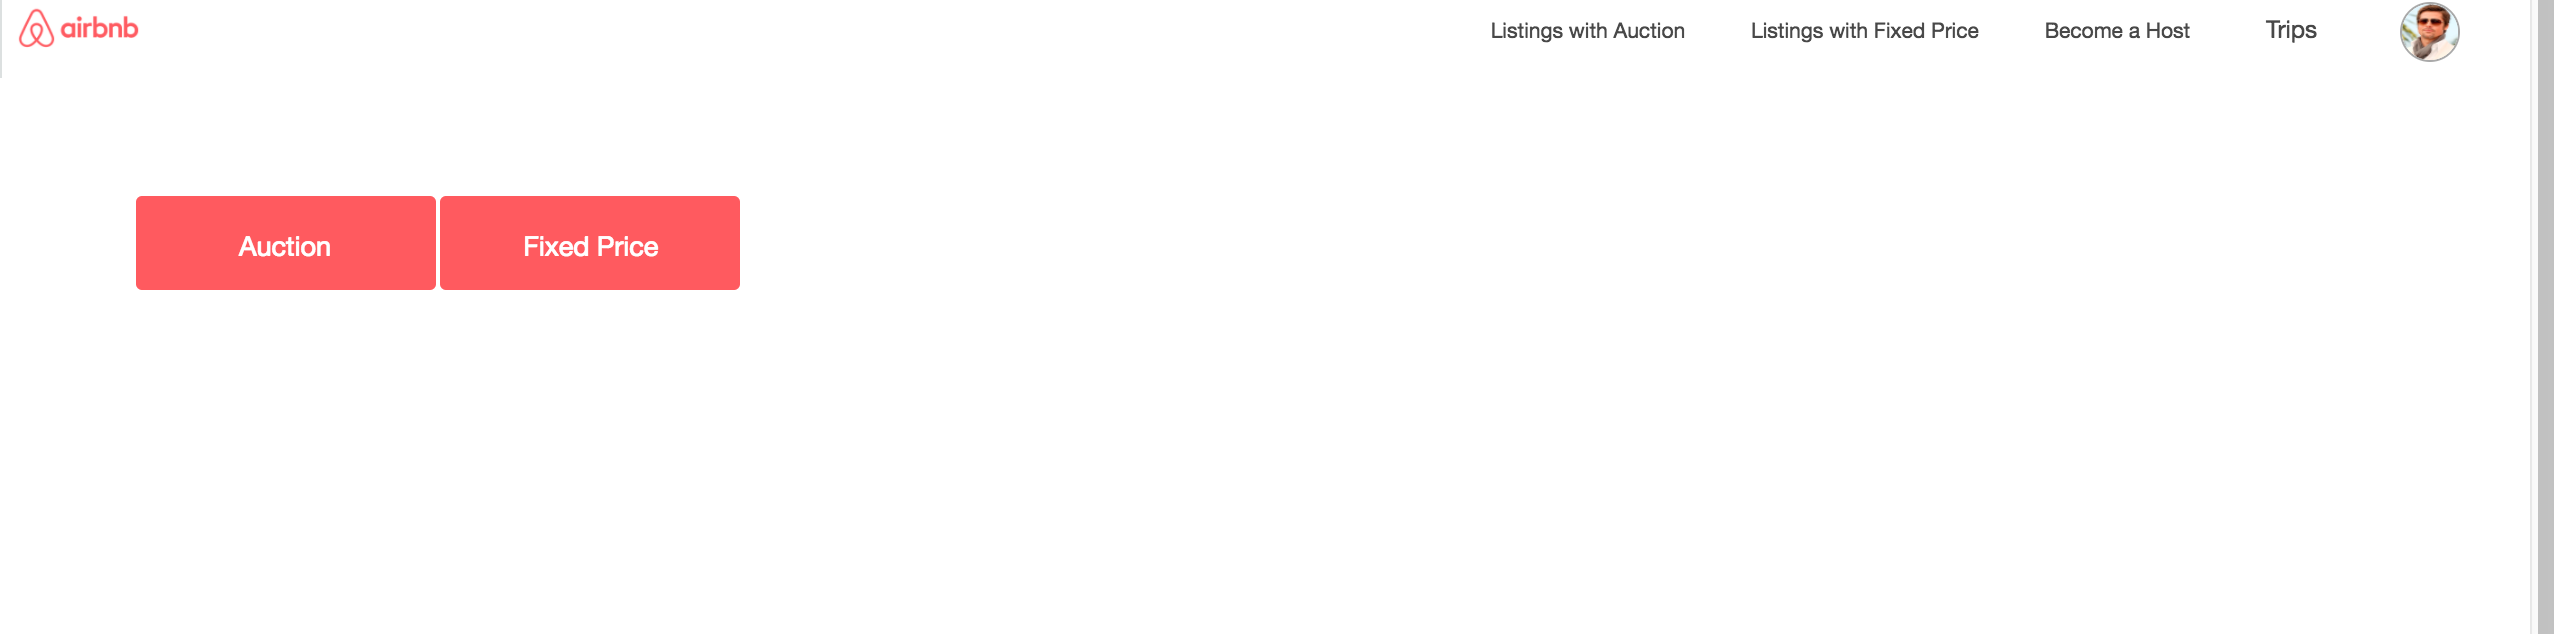 airbnb Listings with Auction Listings with Fixed Price Become a Host Trips
Auction Fixed Price